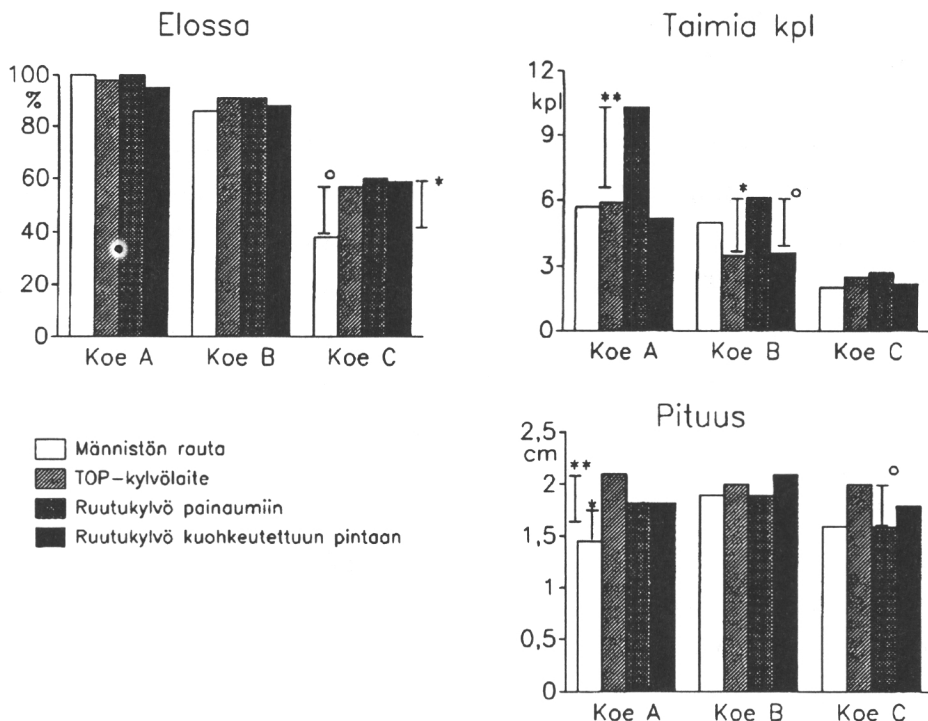 Elossa
100
%
80
60
40
20
0
o
*
Koe A
Koe B
Koe C
Taimia kpl
12
kpl
9
6
3
0
**
*
o
Koe A
Koe B
Koe C
Männistön rauta
TOP-kylvölaite
Ruutukylvö painaumiin
Ruutukylvö kuohkeutettuun pintaan
Pituus
2,5
cm
2
1,5
1
0,5
0
**
*
o
Koe A
Koe B
Koe C